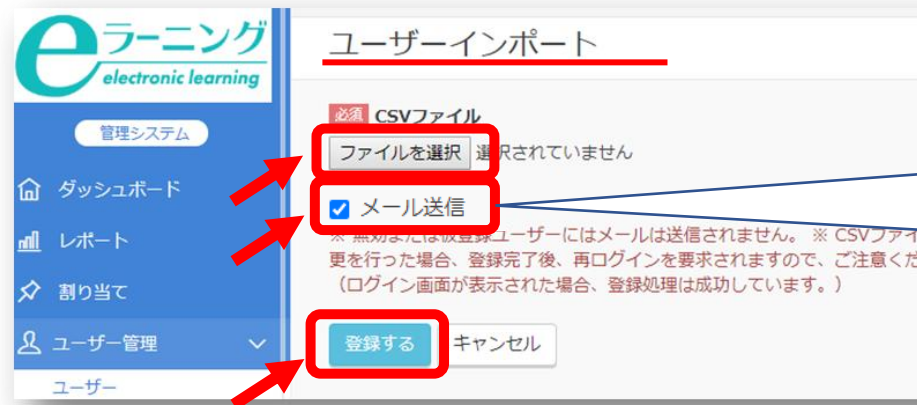 eラーニング
electronic learning
管理システム
ダッシュボード
レポート
割り当て
ユーザー管理
ユーザー
ユーザーインポート
必須 CSVファイル
ファイルを選択 選択されていません
メール送信
※ 無効または仮登録ユーザーにはメールは送信されません。 ※ CSVファイ
更を行った場合、登録完了後、再ログインを要求されますので、ご注意くだ
（ログイン画面が表示された場合、登録処理は成功しています。）
登録する キャンセル